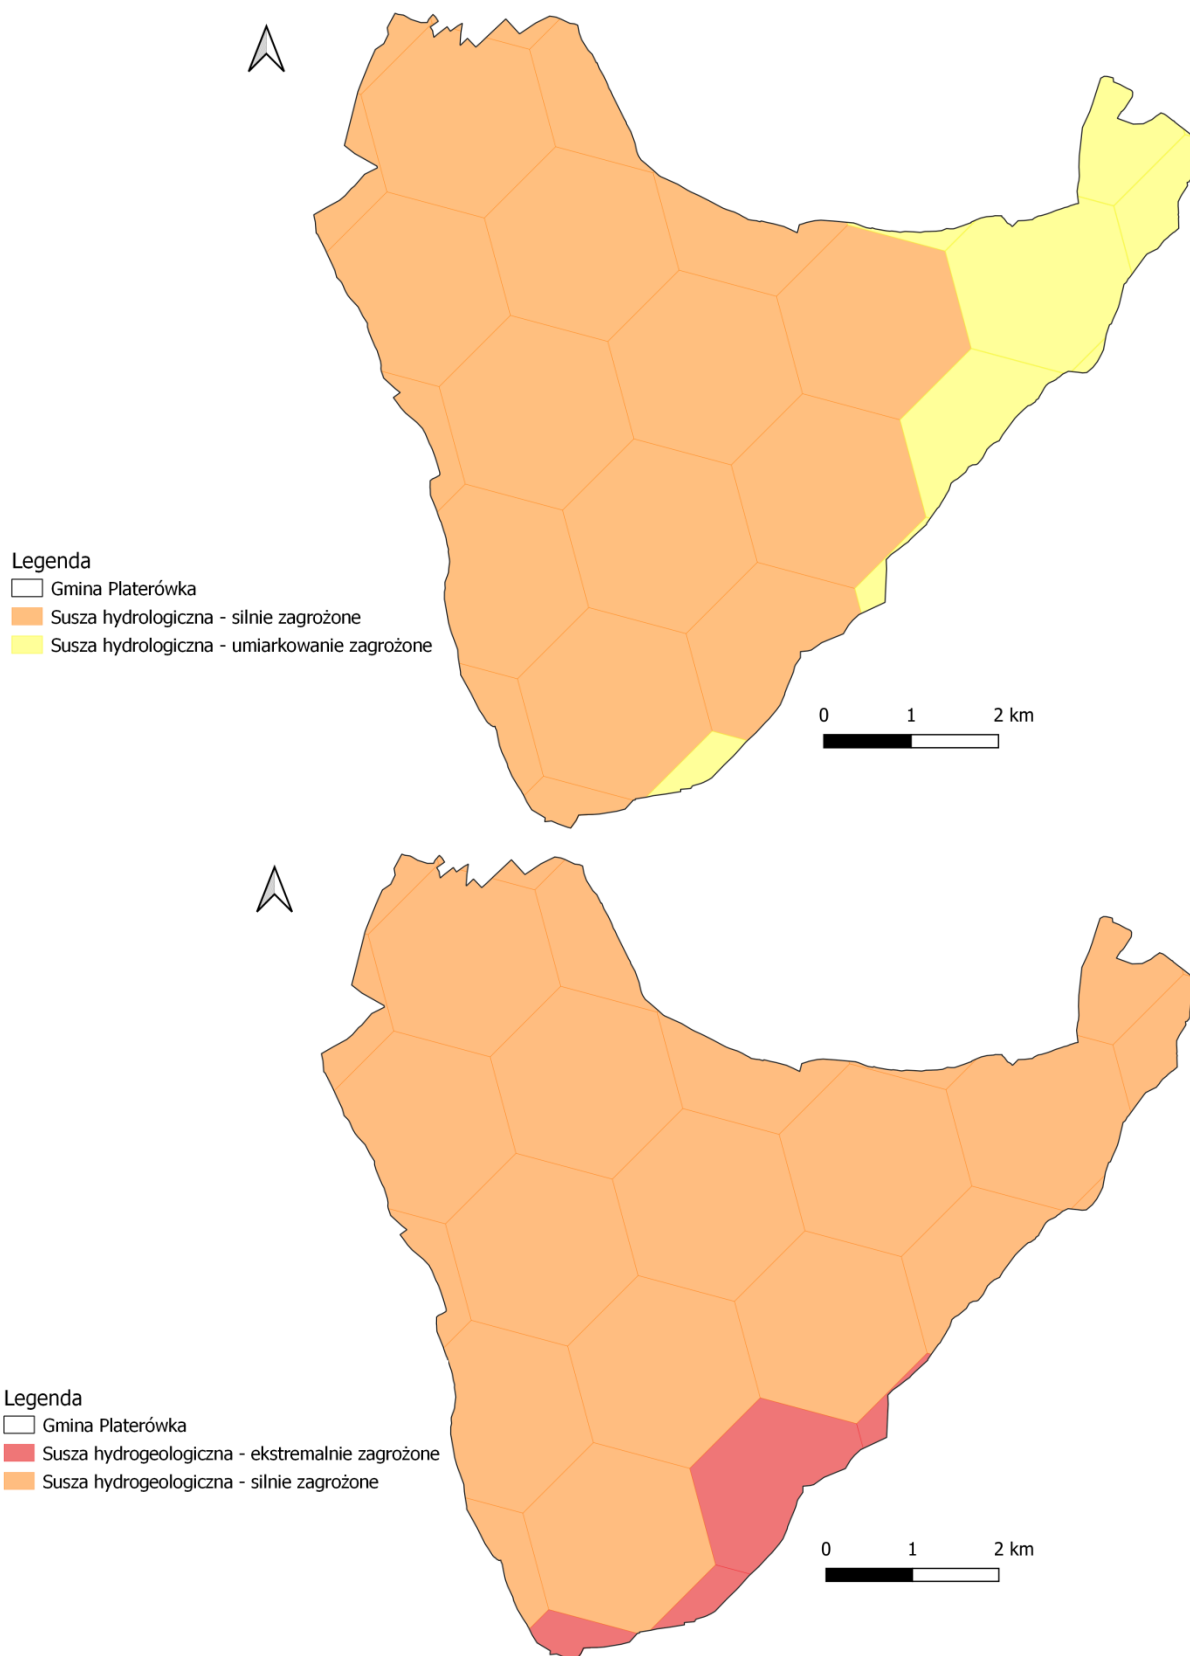 Legenda
Gmina Platerówka
Susza hydrologiczna - silnie zagrożone
Susza hydrologiczna - umiarkowanie zagrożone
0 1 2 km
Legenda
Gmina Platerówka
Susza hydrogeologiczna - ekstremalnie zagrożone
Susza hydrogeologiczna - silnie zagrożone
0 1 2 km